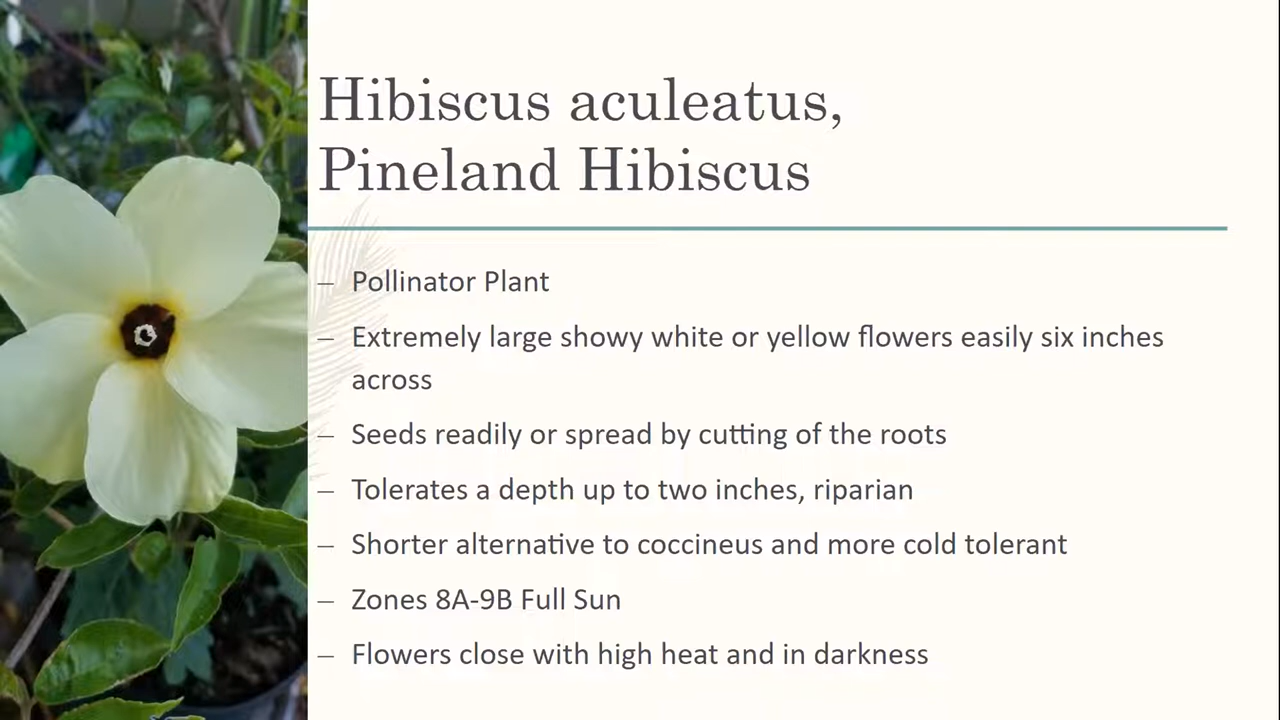 Hibiscus aculeatus,
Pineland Hibiscus
– Pollinator Plant
– Extremely large showy white or yellow flowers easily six inches
across
– Seeds readily or spread by cutting of the roots
– Tolerates a depth up to two inches, riparian
– Shorter alternative to coccineus and more cold tolerant
– Zones 8A-9B Full Sun
– Flowers close with high heat and in darkness